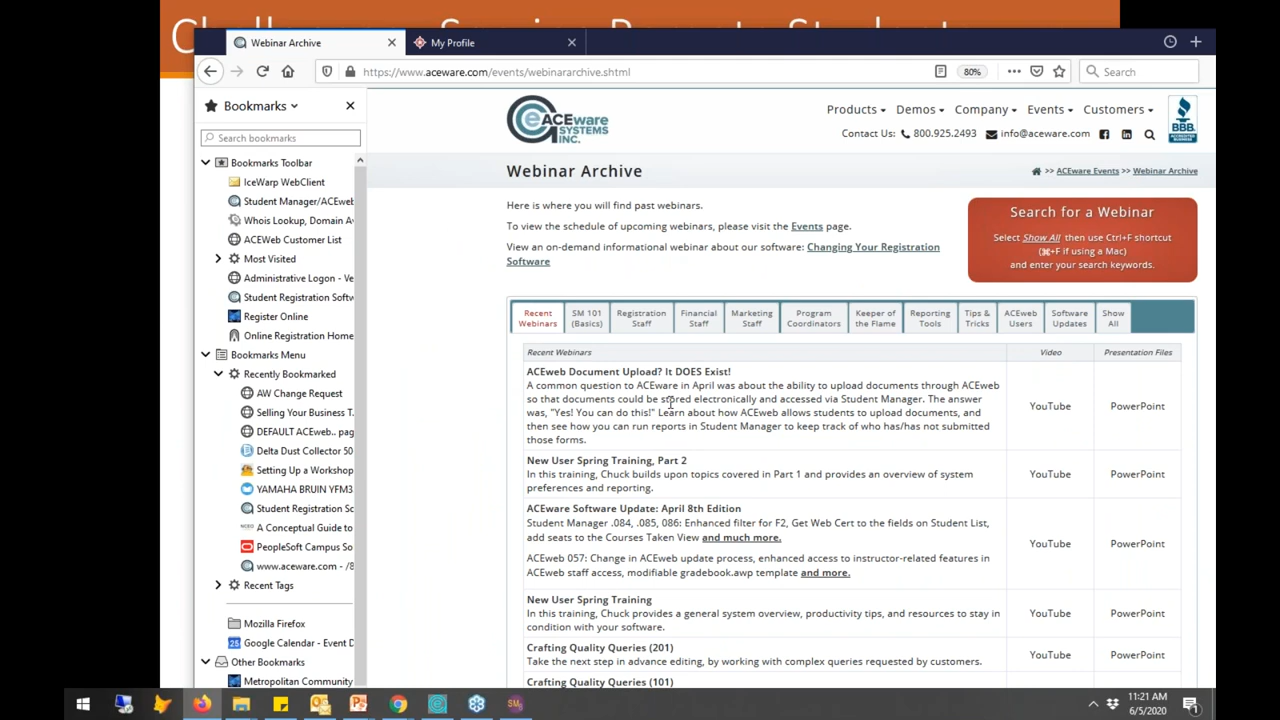 Webinar Archive
My Profile
https://www.aceware.com/events/webinararchive.shtml
80%
Search
Bookmarks
Search bookmarks
Bookmarks Toolbar
IceWarp WebClient
Student Manager/ACEweb
Whois Lookup, Domain Av
ACEWeb Customer List
Most Visited
Administrative Logon - Ve
Student Registration Softw
Register Online
Online Registration Home
Bookmarks Menu
Recently Bookmarked
AW Change Request
Selling Your Business T
DEFAULT ACEweb.. pag
Delta Dust Collector 50
Setting Up a Workshop
YAMAHA BRUIN YFM3
Student Registration So
A Conceptual Guide to
PeopleSoft Campus So
www.aceware.com - /8
Recent Tags
Mozilla Firefox
Google Calendar - Event D
Other Bookmarks
Metropolitan Community
ACEware
SYSTEMS
INC.
Products Demos Company Events Customers
Contact Us: 800.925.2493 info@aceware.com
BBB
ACCREDITED
BUSINESS
Webinar Archive
>> ACEware Events >> Webinar Archive
Here is where you will find past webinars.
To view the schedule of upcoming webinars, please visit the Events page.
View an on-demand informational webinar about our software: Changing Your Registration
Software
Search for a Webinar
Select Show All then use Ctrl+F shortcut
(⌘+F if using a Mac)
and enter your search keywords.
Recent Webinars
SM 101 (Basics)
Registration Staff
Financial Staff
Marketing Staff
Program Coordinators
Keeper of the Flame
Reporting Tools
Tips & Tricks
ACEweb Users
Software Updates
Show All
Recent Webinars Video Presentation Files
ACEweb Document Upload? It DOES Exist!
A common question to ACEware in April was about the ability to upload documents through ACEweb
so that documents could be stored electronically and accessed via Student Manager. The answer
was, "Yes! You can do this!" Learn about how ACEweb allows students to upload documents, and
then see how you can run reports in Student Manager to keep track of who has/has not submitted
those forms.
YouTube PowerPoint
New User Spring Training, Part 2
In this training, Chuck builds upon topics covered in Part 1 and provides an overview of system
preferences and reporting.
YouTube PowerPoint
ACEware Software Update: April 8th Edition
Student Manager .084, .085, 086: Enhanced filter for F2, Get Web Cert to the fields on Student List,
add seats to the Courses Taken View and much more.
ACEweb 057: Change in ACEweb update process, enhanced access to instructor-related features in
ACEweb staff access, modifiable gradebook.awp template and more.
YouTube PowerPoint
New User Spring Training
In this training, Chuck provides a general system overview, productivity tips, and resources to stay in
condition with your software.
YouTube PowerPoint
Crafting Quality Queries (201)
Take the next step in advance editing, by working with complex queries requested by customers.
YouTube PowerPoint
Crafting Quality Queries (101)
11:21 AM
6/5/2020